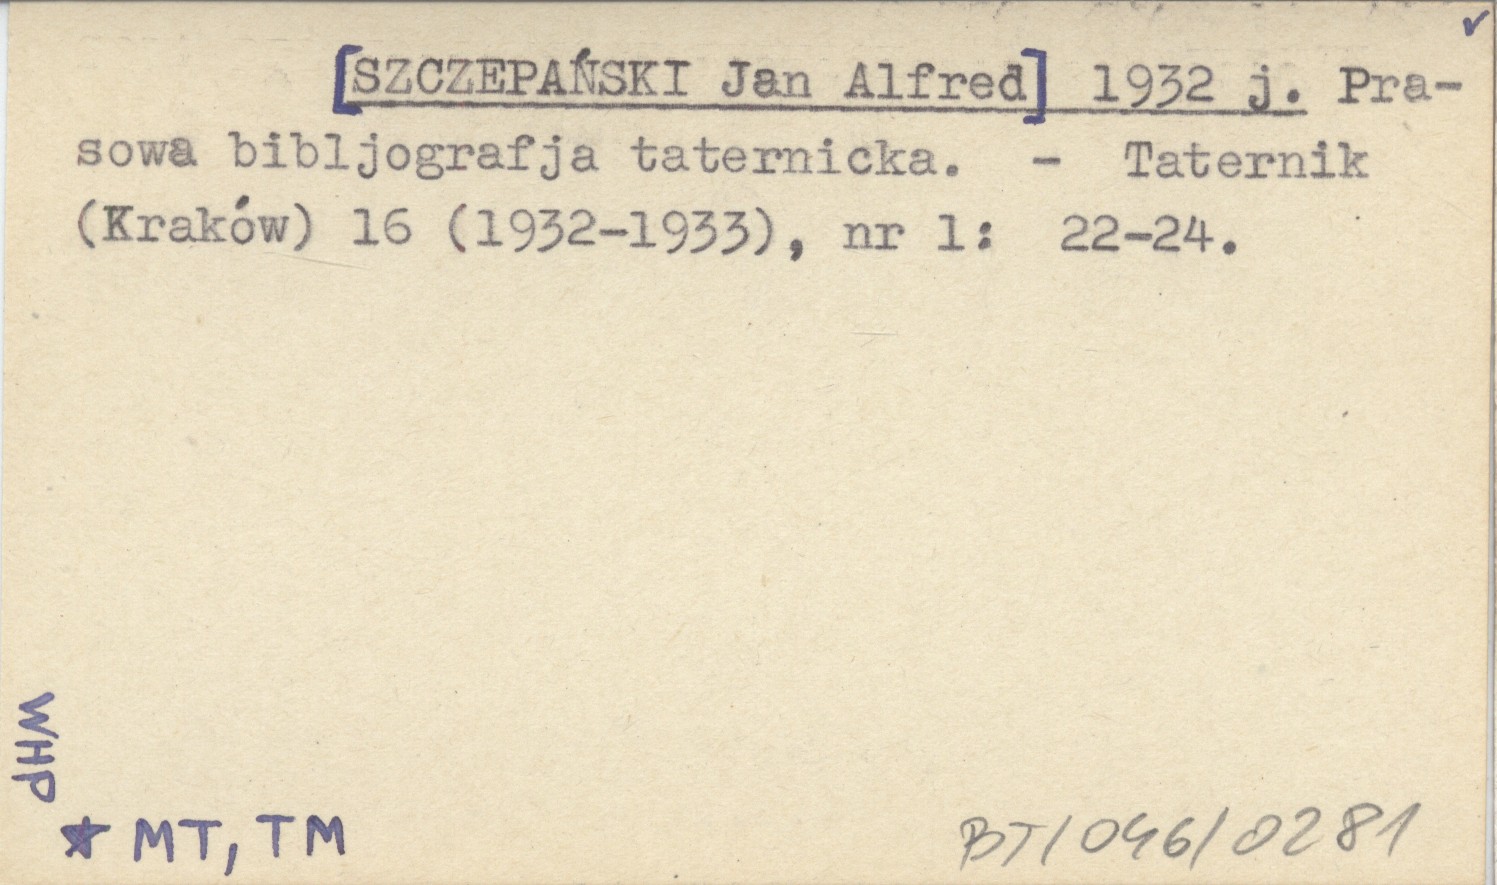 [SZCZEPAŃSKI Jan Alfred] 1932 j. Pra-
sowa bibljografja taternicka. - Taternik
(Kraków) 16 (1932-1933), nr 1: 22-24.
WHP
★ MT, TM
BT/046/0281